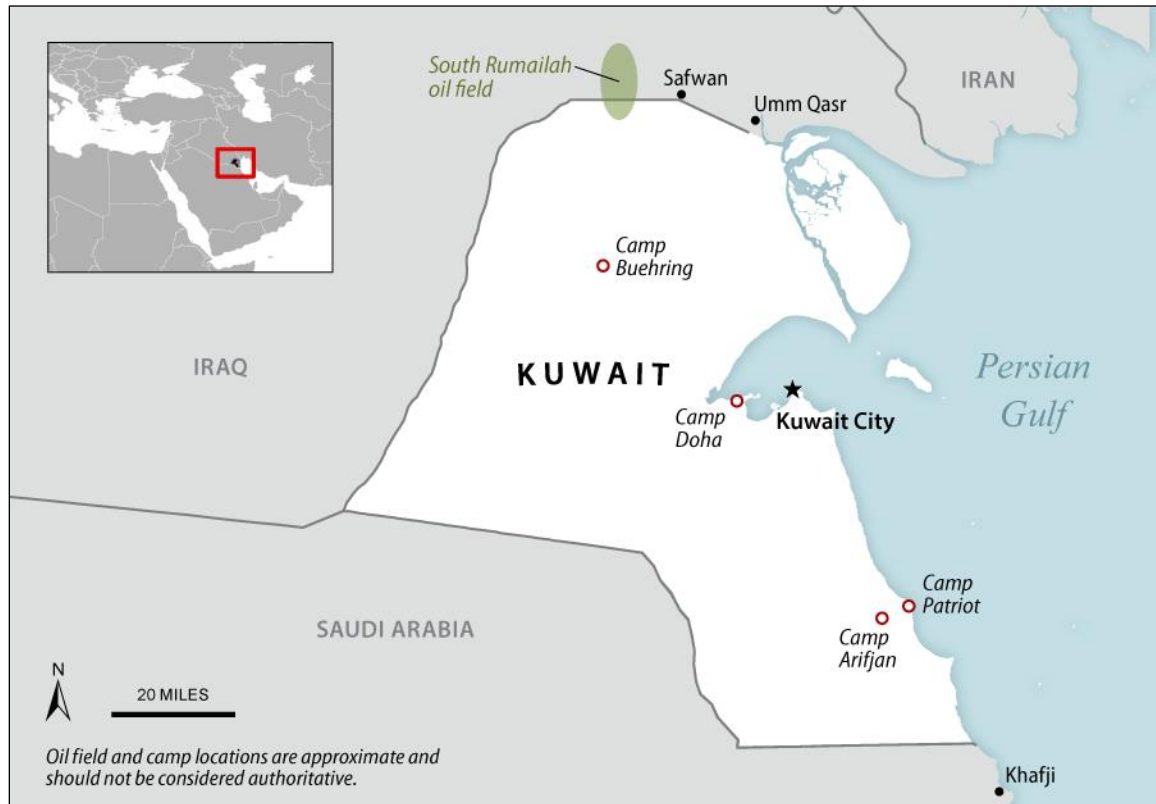 South Rumailah
oil field
Safwan
Umm Qasr
IRAN
Camp
Buehring
IRAQ
KUWAIT
Persian
Gulf
Camp
Doha
Kuwait City
Camp
Patriot
SAUDI ARABIA
Camp
Arifjan
N
20 MILES
Oil field and camp locations are approximate and
should not be considered authoritative.
Khafji